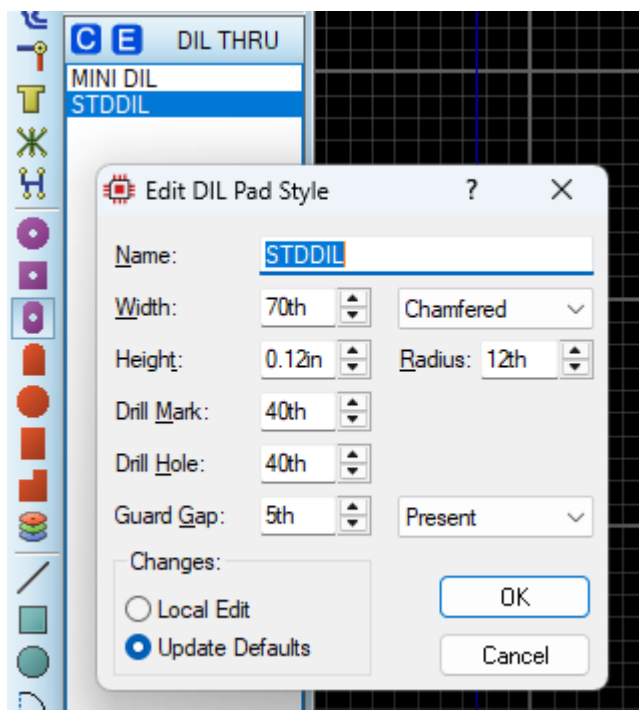 C E DIL THRU
MINI DIL
STDDIL
Edit DIL Pad Style ? X
Name: STDDIL
Width: 70th Chamfered
Height: 0.12in Radius: 12th
Drill Mark: 40th
Drill Hole: 40th
Guard Gap: 5th Present
Changes:
Local Edit
Update Defaults
OK
Cancel